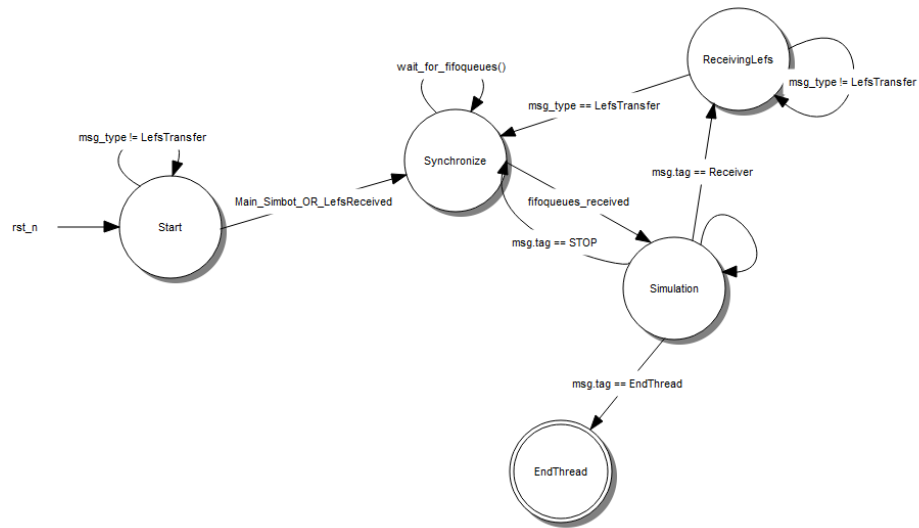 ReceivingLefs
wait_for_fifoqueues()
msg_type != LefsTransfer
msg_type == LefsTransfer
msg_type != LefsTransfer
Synchronize
msg.tag == Receiver
Main_Simbot_OR_LefsReceived
fifoqueues_received
rst_n
Start
msg.tag == STOP
Simulation
msg.tag == EndThread
EndThread